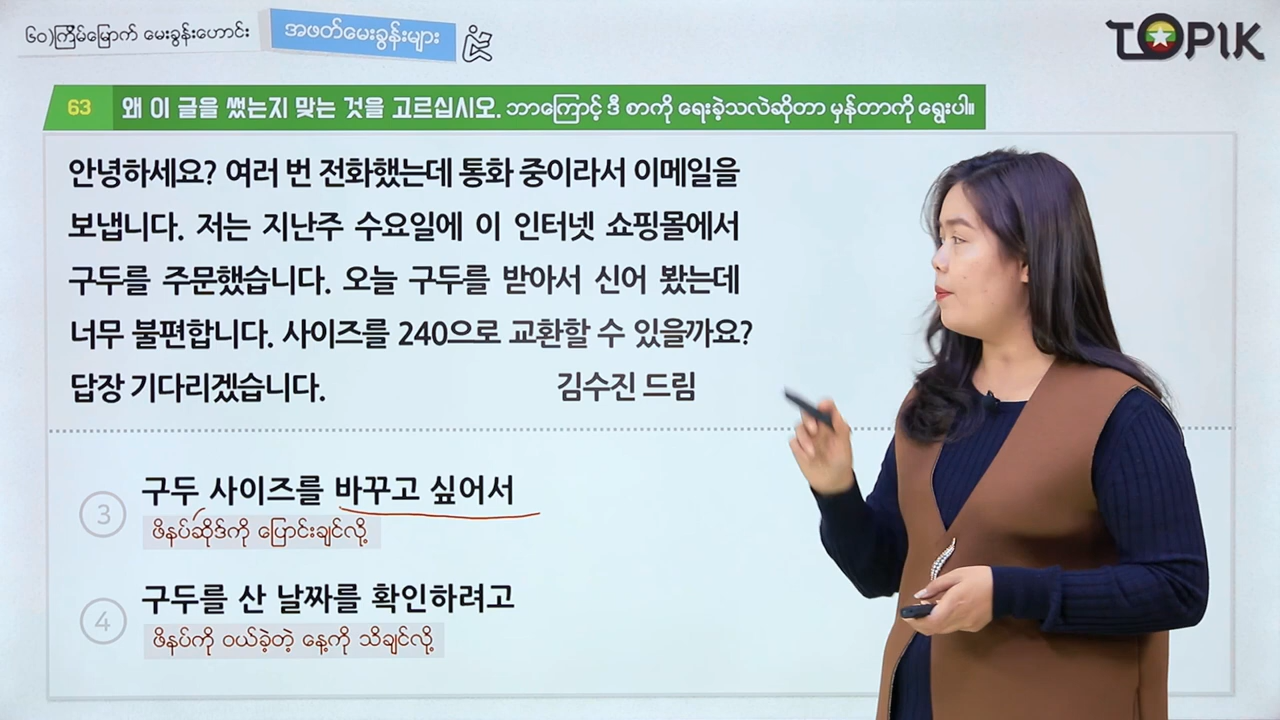 ၆၀)ကြိမ်မြောက် မေးခွန်းဟောင်း
အဖတ်မေးခွန်းများ
TOPIK
63 왜 이 글을 썼는지 맞는 것을 고르십시오. ဘာကြောင့် ဒီ စာကို ရေးခဲ့သလဲဆိုတာ မှန်တာကို ရွေးပါ။
안녕하세요? 여러 번 전화했는데 통화 중이라서 이메일을
보냅니다. 저는 지난주 수요일에 이 인터넷 쇼핑몰에서
구두를 주문했습니다. 오늘 구두를 받아서 신어 봤는데
너무 불편합니다. 사이즈를 240으로 교환할 수 있을까요?
답장 기다리겠습니다. 김수진 드림
③ 구두 사이즈를 바꾸고 싶어서
ဖိနပ်ဆိုဒ်ကို ပြောင်းချင်လို့
④ 구두를 산 날짜를 확인하려고
ဖိနပ်ကို ဝယ်ခဲ့တဲ့ နေ့ကို သိချင်လို့